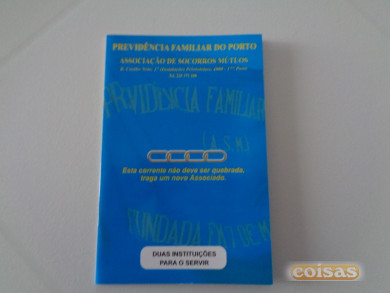 PREVIDÊNCIA FAMILIAR DO PORTO
ASSOCIAÇÃO DE SOCORROS MÚTUOS
PREVIDÊNCIA FAMILIAR
(A.S.M.)
Esta corrente não deve ser quebrada,
traga um novo Associado.
FUNDADA
DUAS INSTITUIÇÕES
PARA O SERVIR
coisas